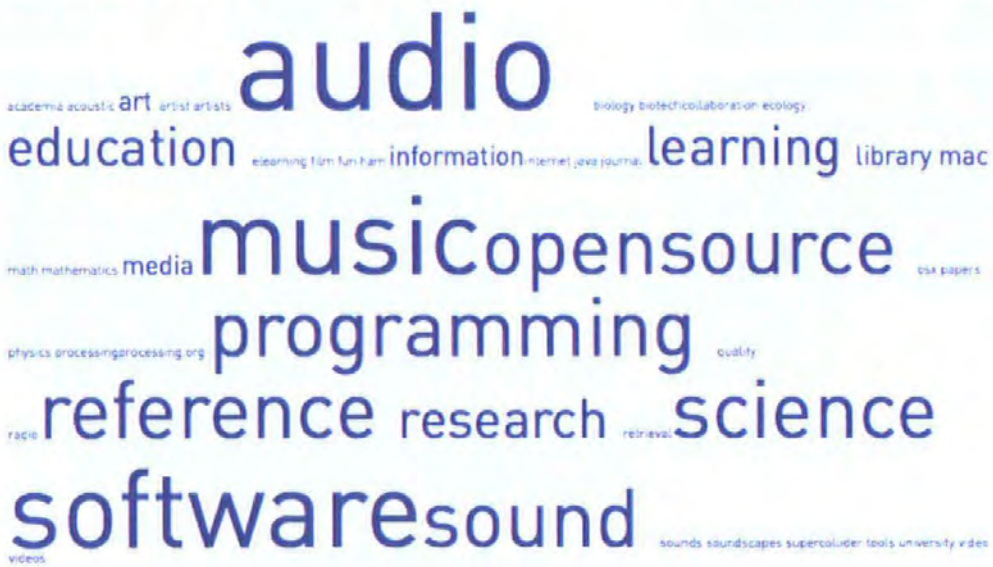 academia acoustic art artist artists audio biology biotech collaboration ecology
education elearning film fun ham information internet java journal learning library mac
math mathematics media music opensource osx papers
physics processing processing.org programming quality
radio reference research retrieval science
software sound sounds soundscapes supercollider tools university video
videos